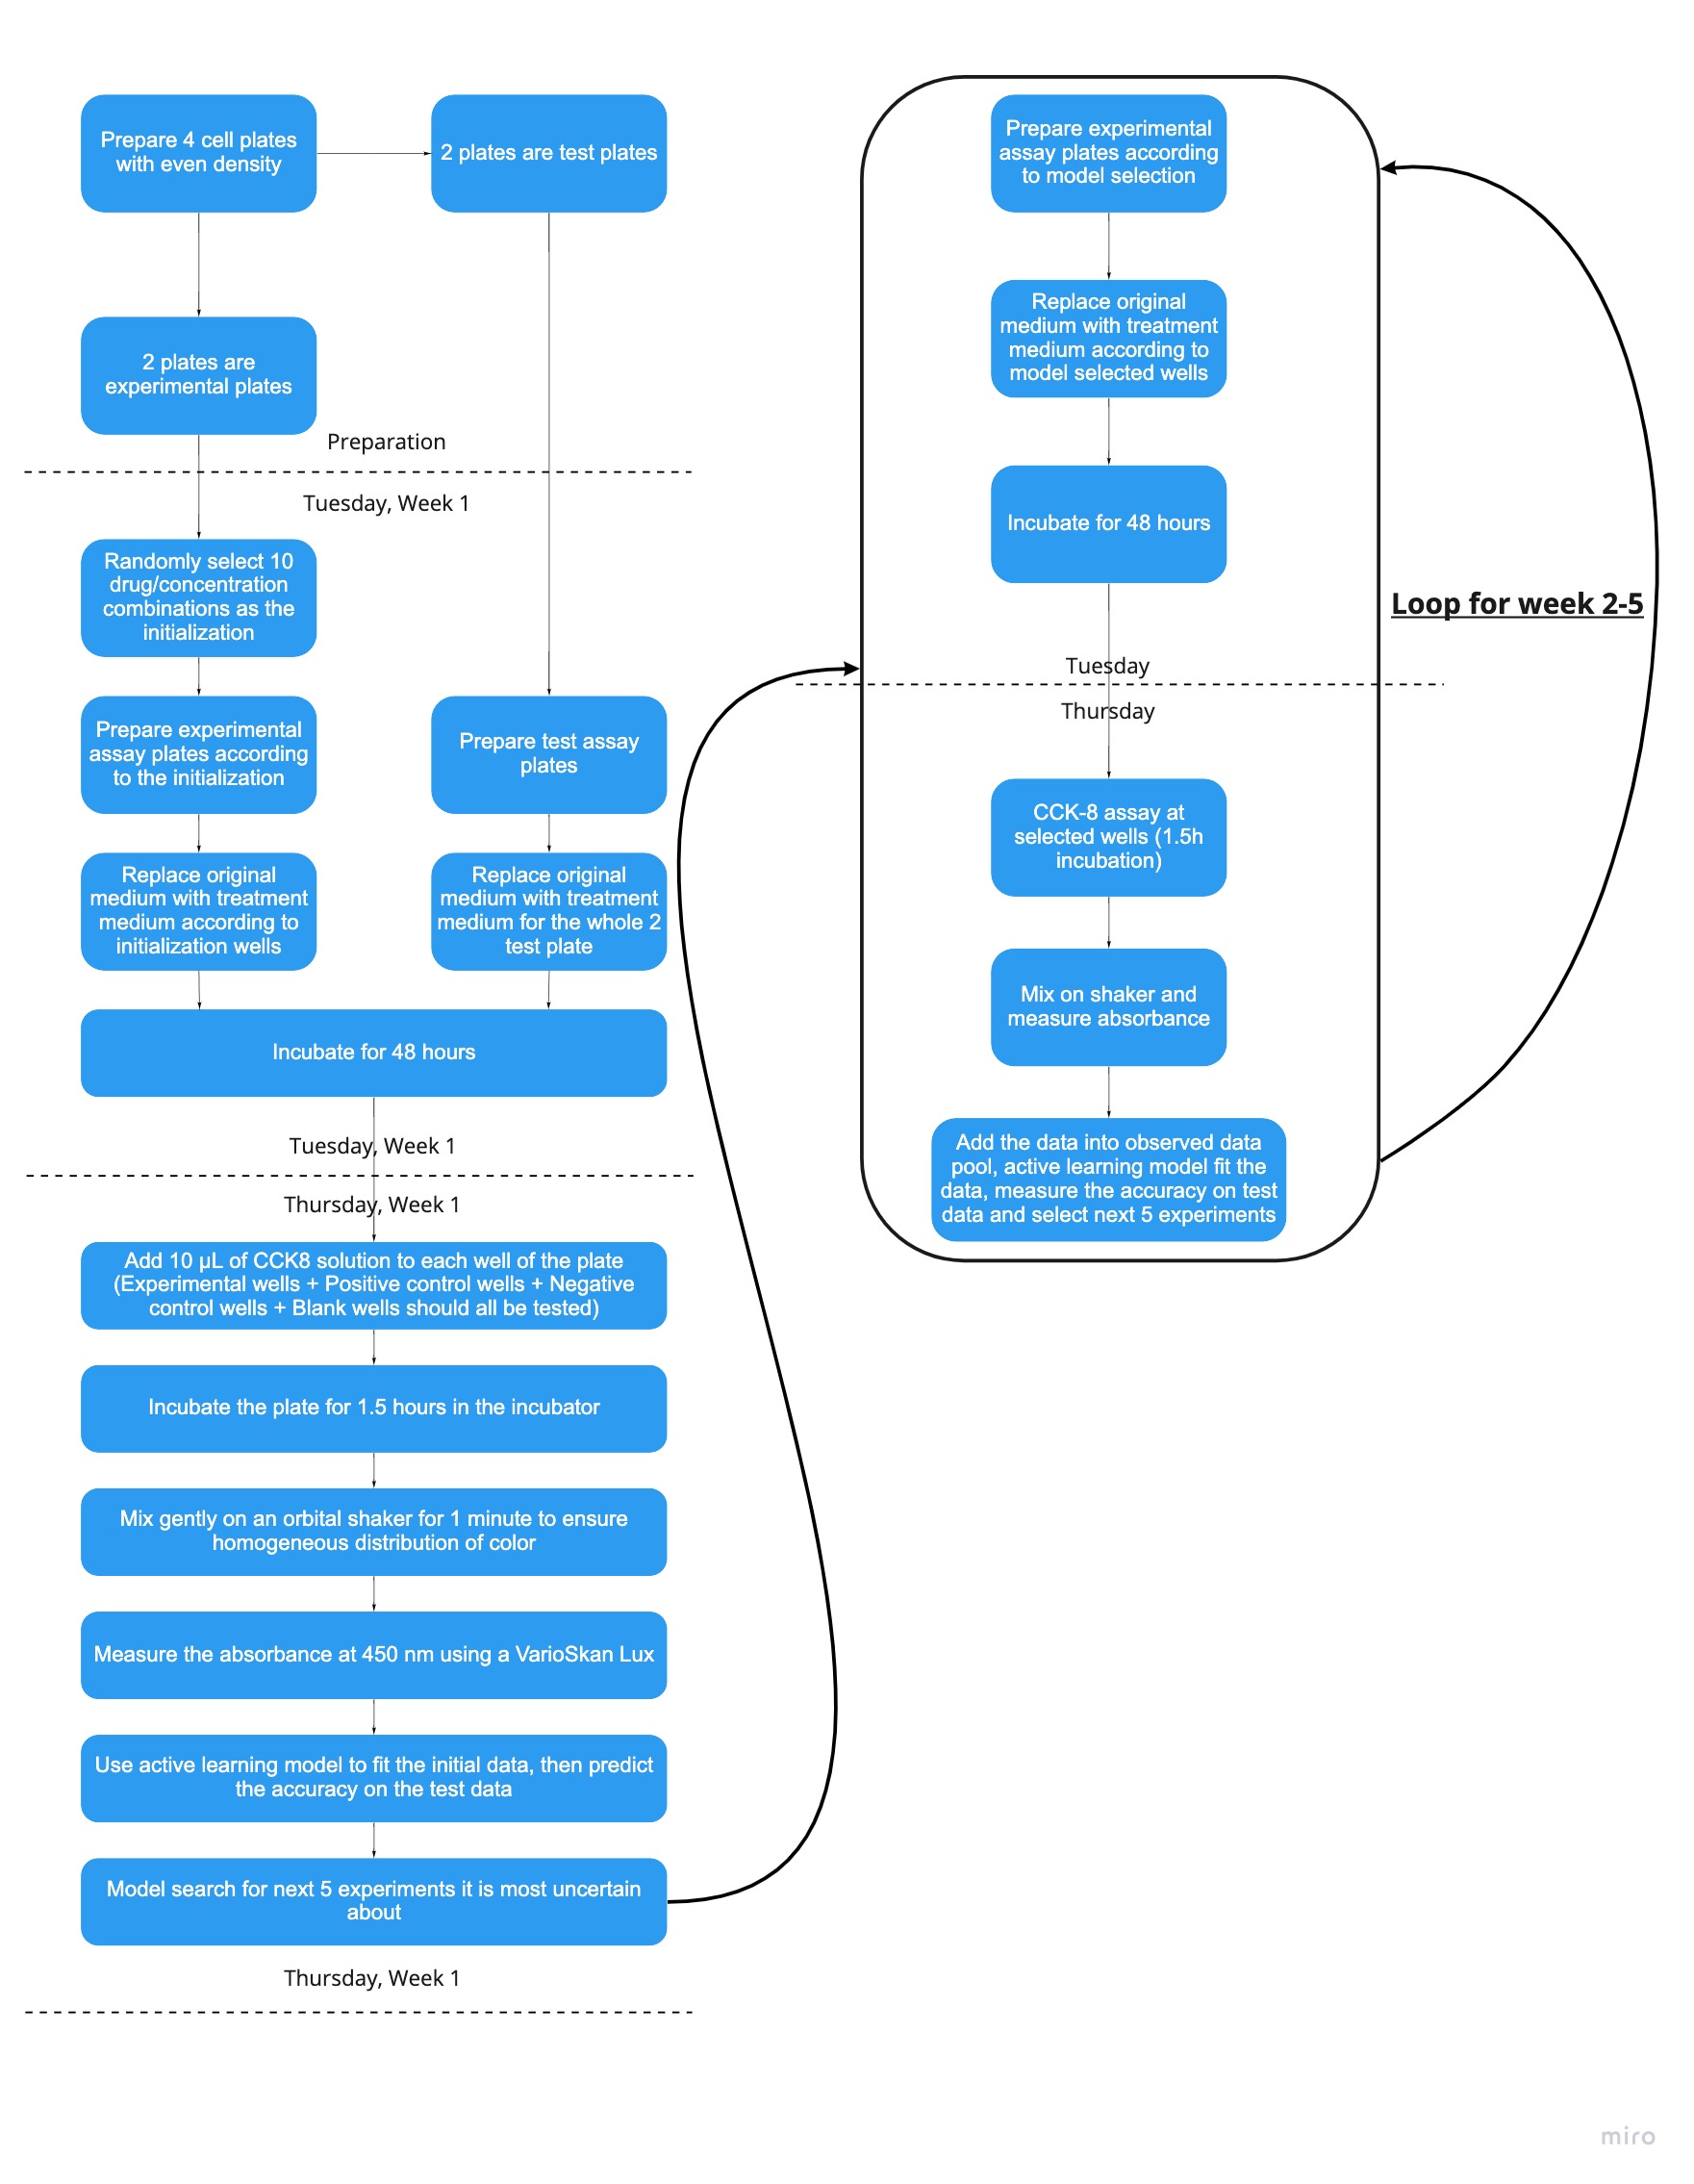 Prepare 4 cell plates
with even density
2 plates are test plates
2 plates are
experimental plates
Preparation
Tuesday, Week 1
Randomly select 10
drug/concentration
combinations as the
initialization
Prepare experimental
assay plates according
to the initialization
Prepare test assay
plates
Replace original
medium with treatment
medium according to
initialization wells
Replace original
medium with treatment
medium for the whole 2
test plate
Incubate for 48 hours
Tuesday, Week 1
Thursday, Week 1
Add 10 µL of CCK8 solution to each well of the plate
(Experimental wells + Positive control wells + Negative
control wells + Blank wells should all be tested)
Incubate the plate for 1.5 hours in the incubator
Mix gently on an orbital shaker for 1 minute to ensure
homogeneous distribution of color
Measure the absorbance at 450 nm using a VarioSkan Lux
Use active learning model to fit the initial data, then predict
the accuracy on the test data
Model search for next 5 experiments it is most uncertain
about
Thursday, Week 1
Prepare experimental
assay plates according
to model selection
Replace original
medium with treatment
medium according to
model selected wells
Incubate for 48 hours
Tuesday
Thursday
CCK-8 assay at
selected wells (1.5h
incubation)
Mix on shaker and
measure absorbance
Add the data into observed data
pool, active learning model fit the
data, measure the accuracy on test
data and select next 5 experiments
Loop for week 2-5
miro